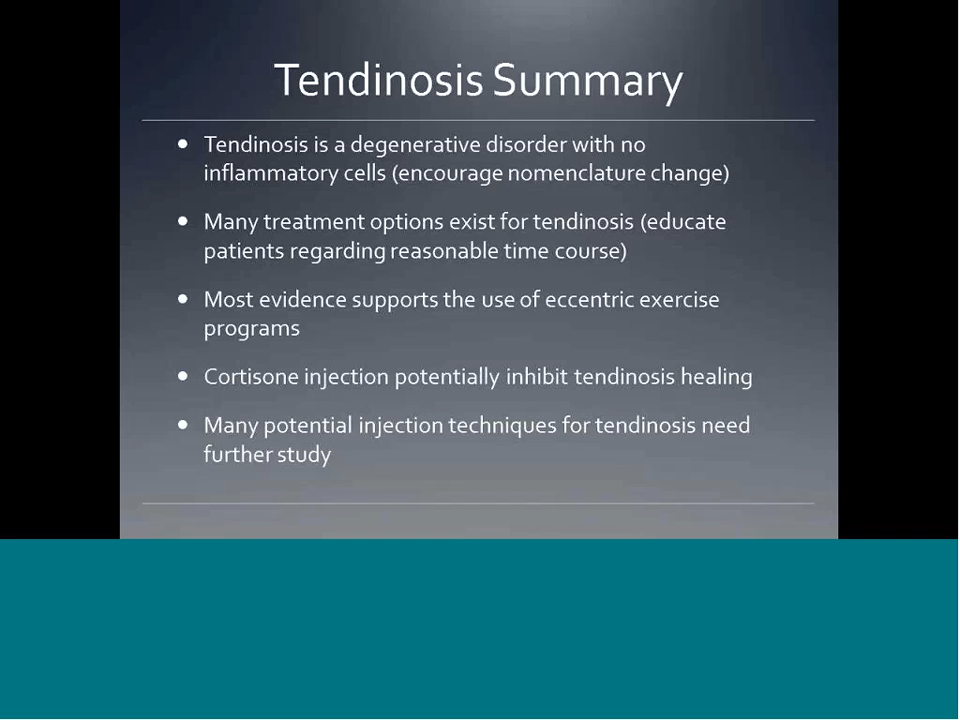 Tendinosis Summary
• Tendinosis is a degenerative disorder with no
inflammatory cells (encourage nomenclature change)
• Many treatment options exist for tendinosis (educate
patients regarding reasonable time course)
• Most evidence supports the use of eccentric exercise
programs
• Cortisone injection potentially inhibit tendinosis healing
• Many potential injection techniques for tendinosis need
further study